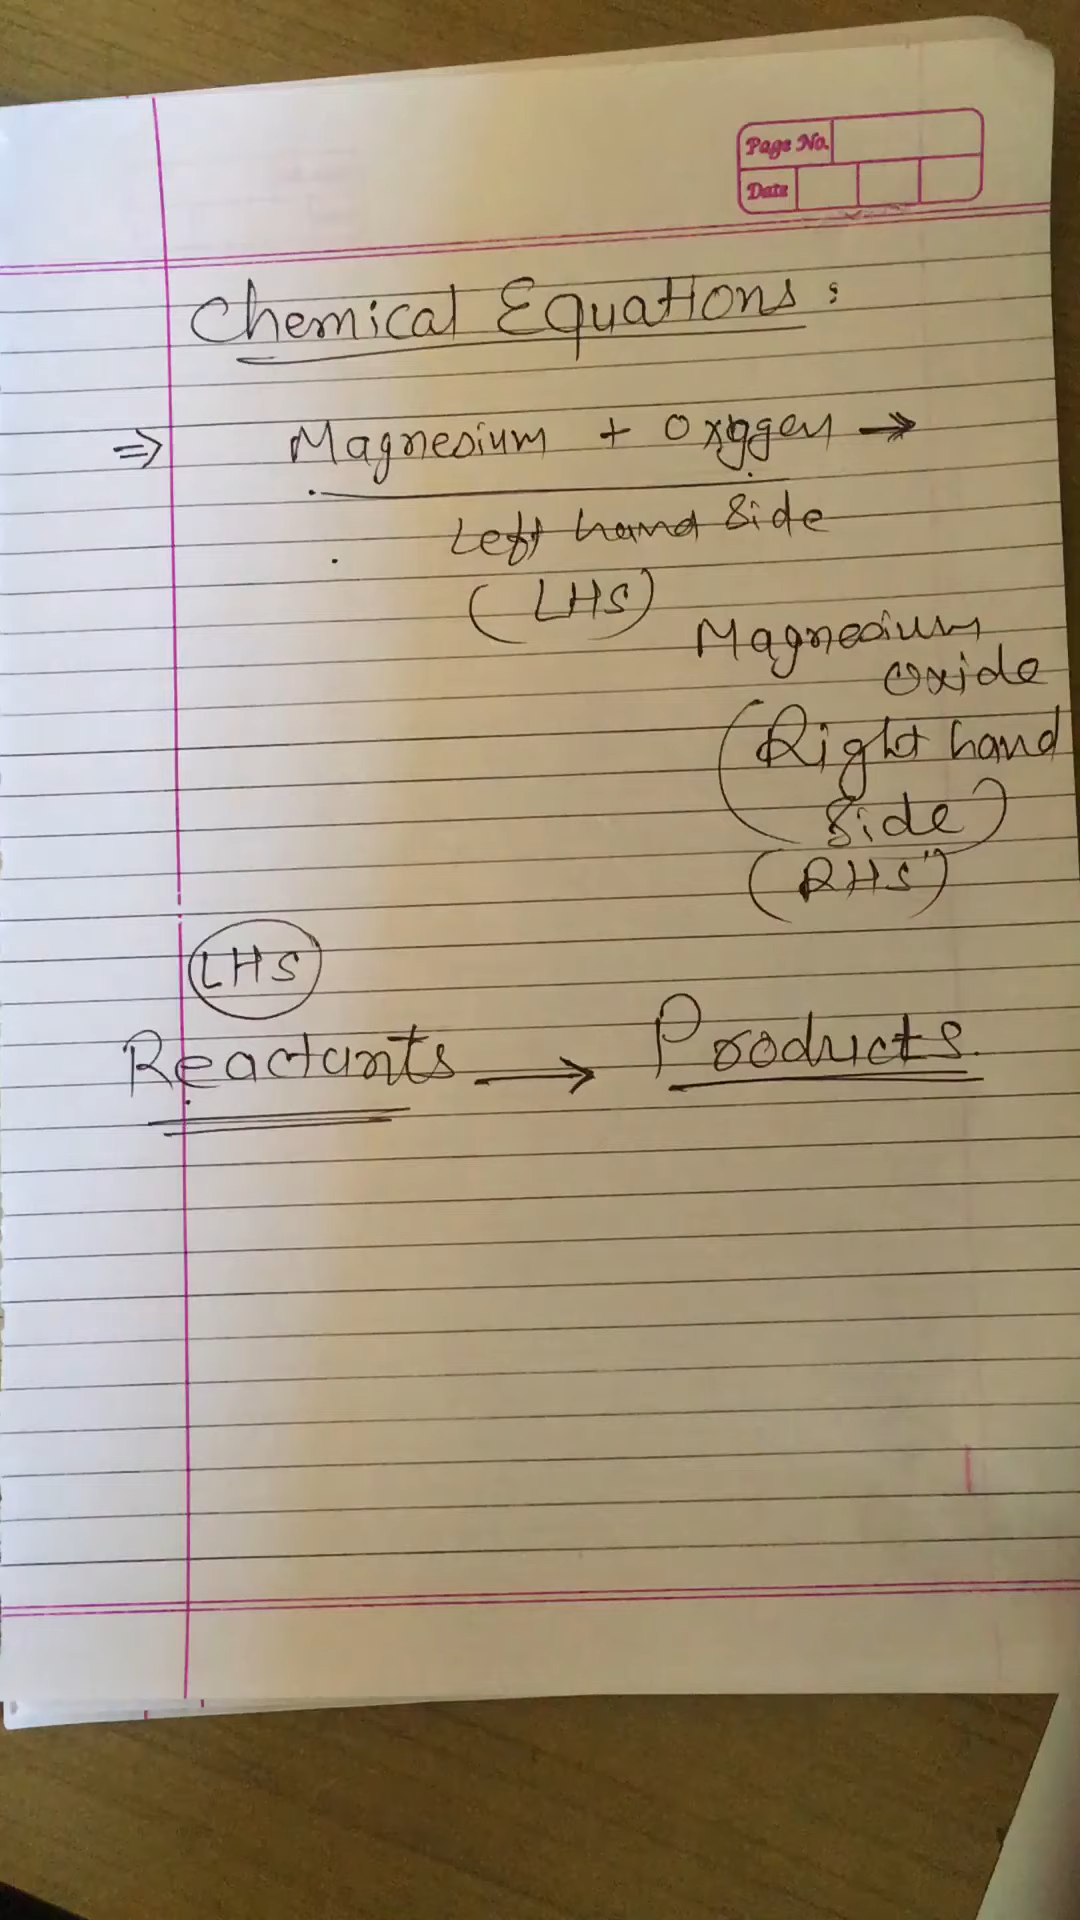 Page No.
Date
Chemical Equations :
⇒ Magnesium + Oxygen →
Left hand Side
(LHS)
Magnesium
Oxide
(Right hand
Side)
(RHS)
LHS
Reactants → Products.